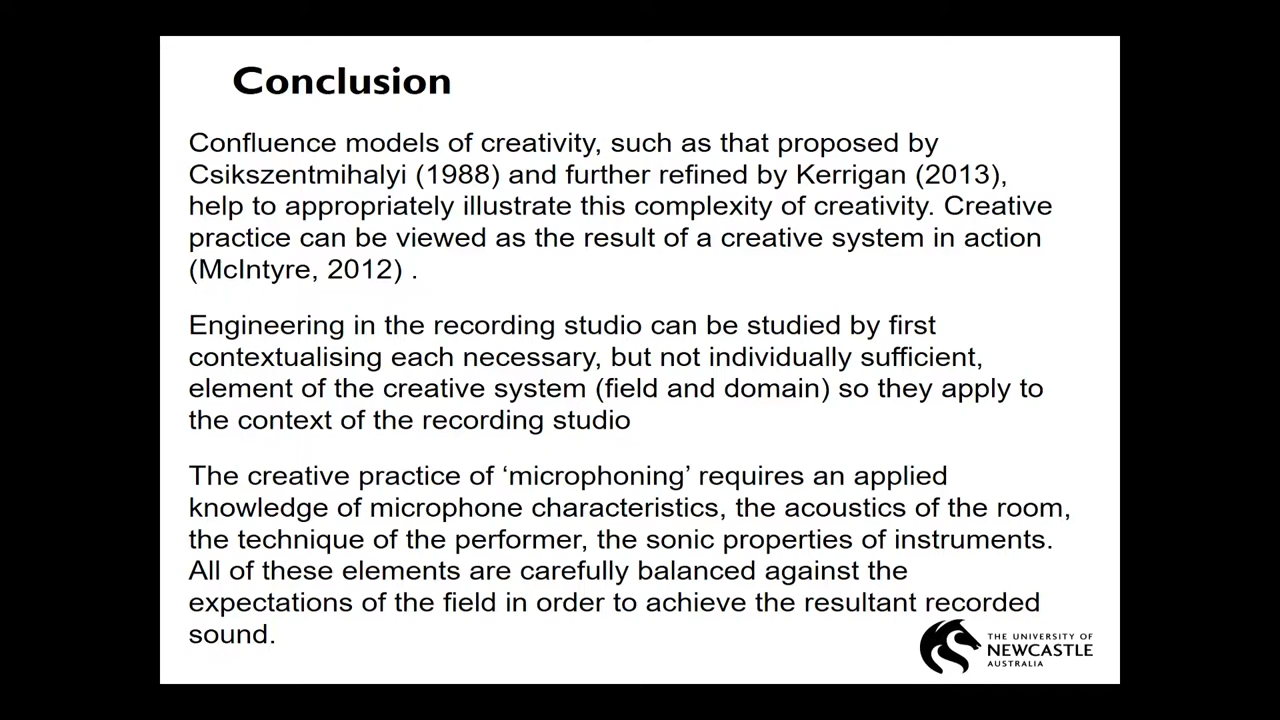 Conclusion
Confluence models of creativity, such as that proposed by
Csikszentmihalyi (1988) and further refined by Kerrigan (2013),
help to appropriately illustrate this complexity of creativity. Creative
practice can be viewed as the result of a creative system in action
(McIntyre, 2012) .
Engineering in the recording studio can be studied by first
contextualising each necessary, but not individually sufficient,
element of the creative system (field and domain) so they apply to
the context of the recording studio
The creative practice of ‘microphoning’ requires an applied
knowledge of microphone characteristics, the acoustics of the room,
the technique of the performer, the sonic properties of instruments.
All of these elements are carefully balanced against the
expectations of the field in order to achieve the resultant recorded
sound.
THE UNIVERSITY OF
NEWCASTLE
AUSTRALIA